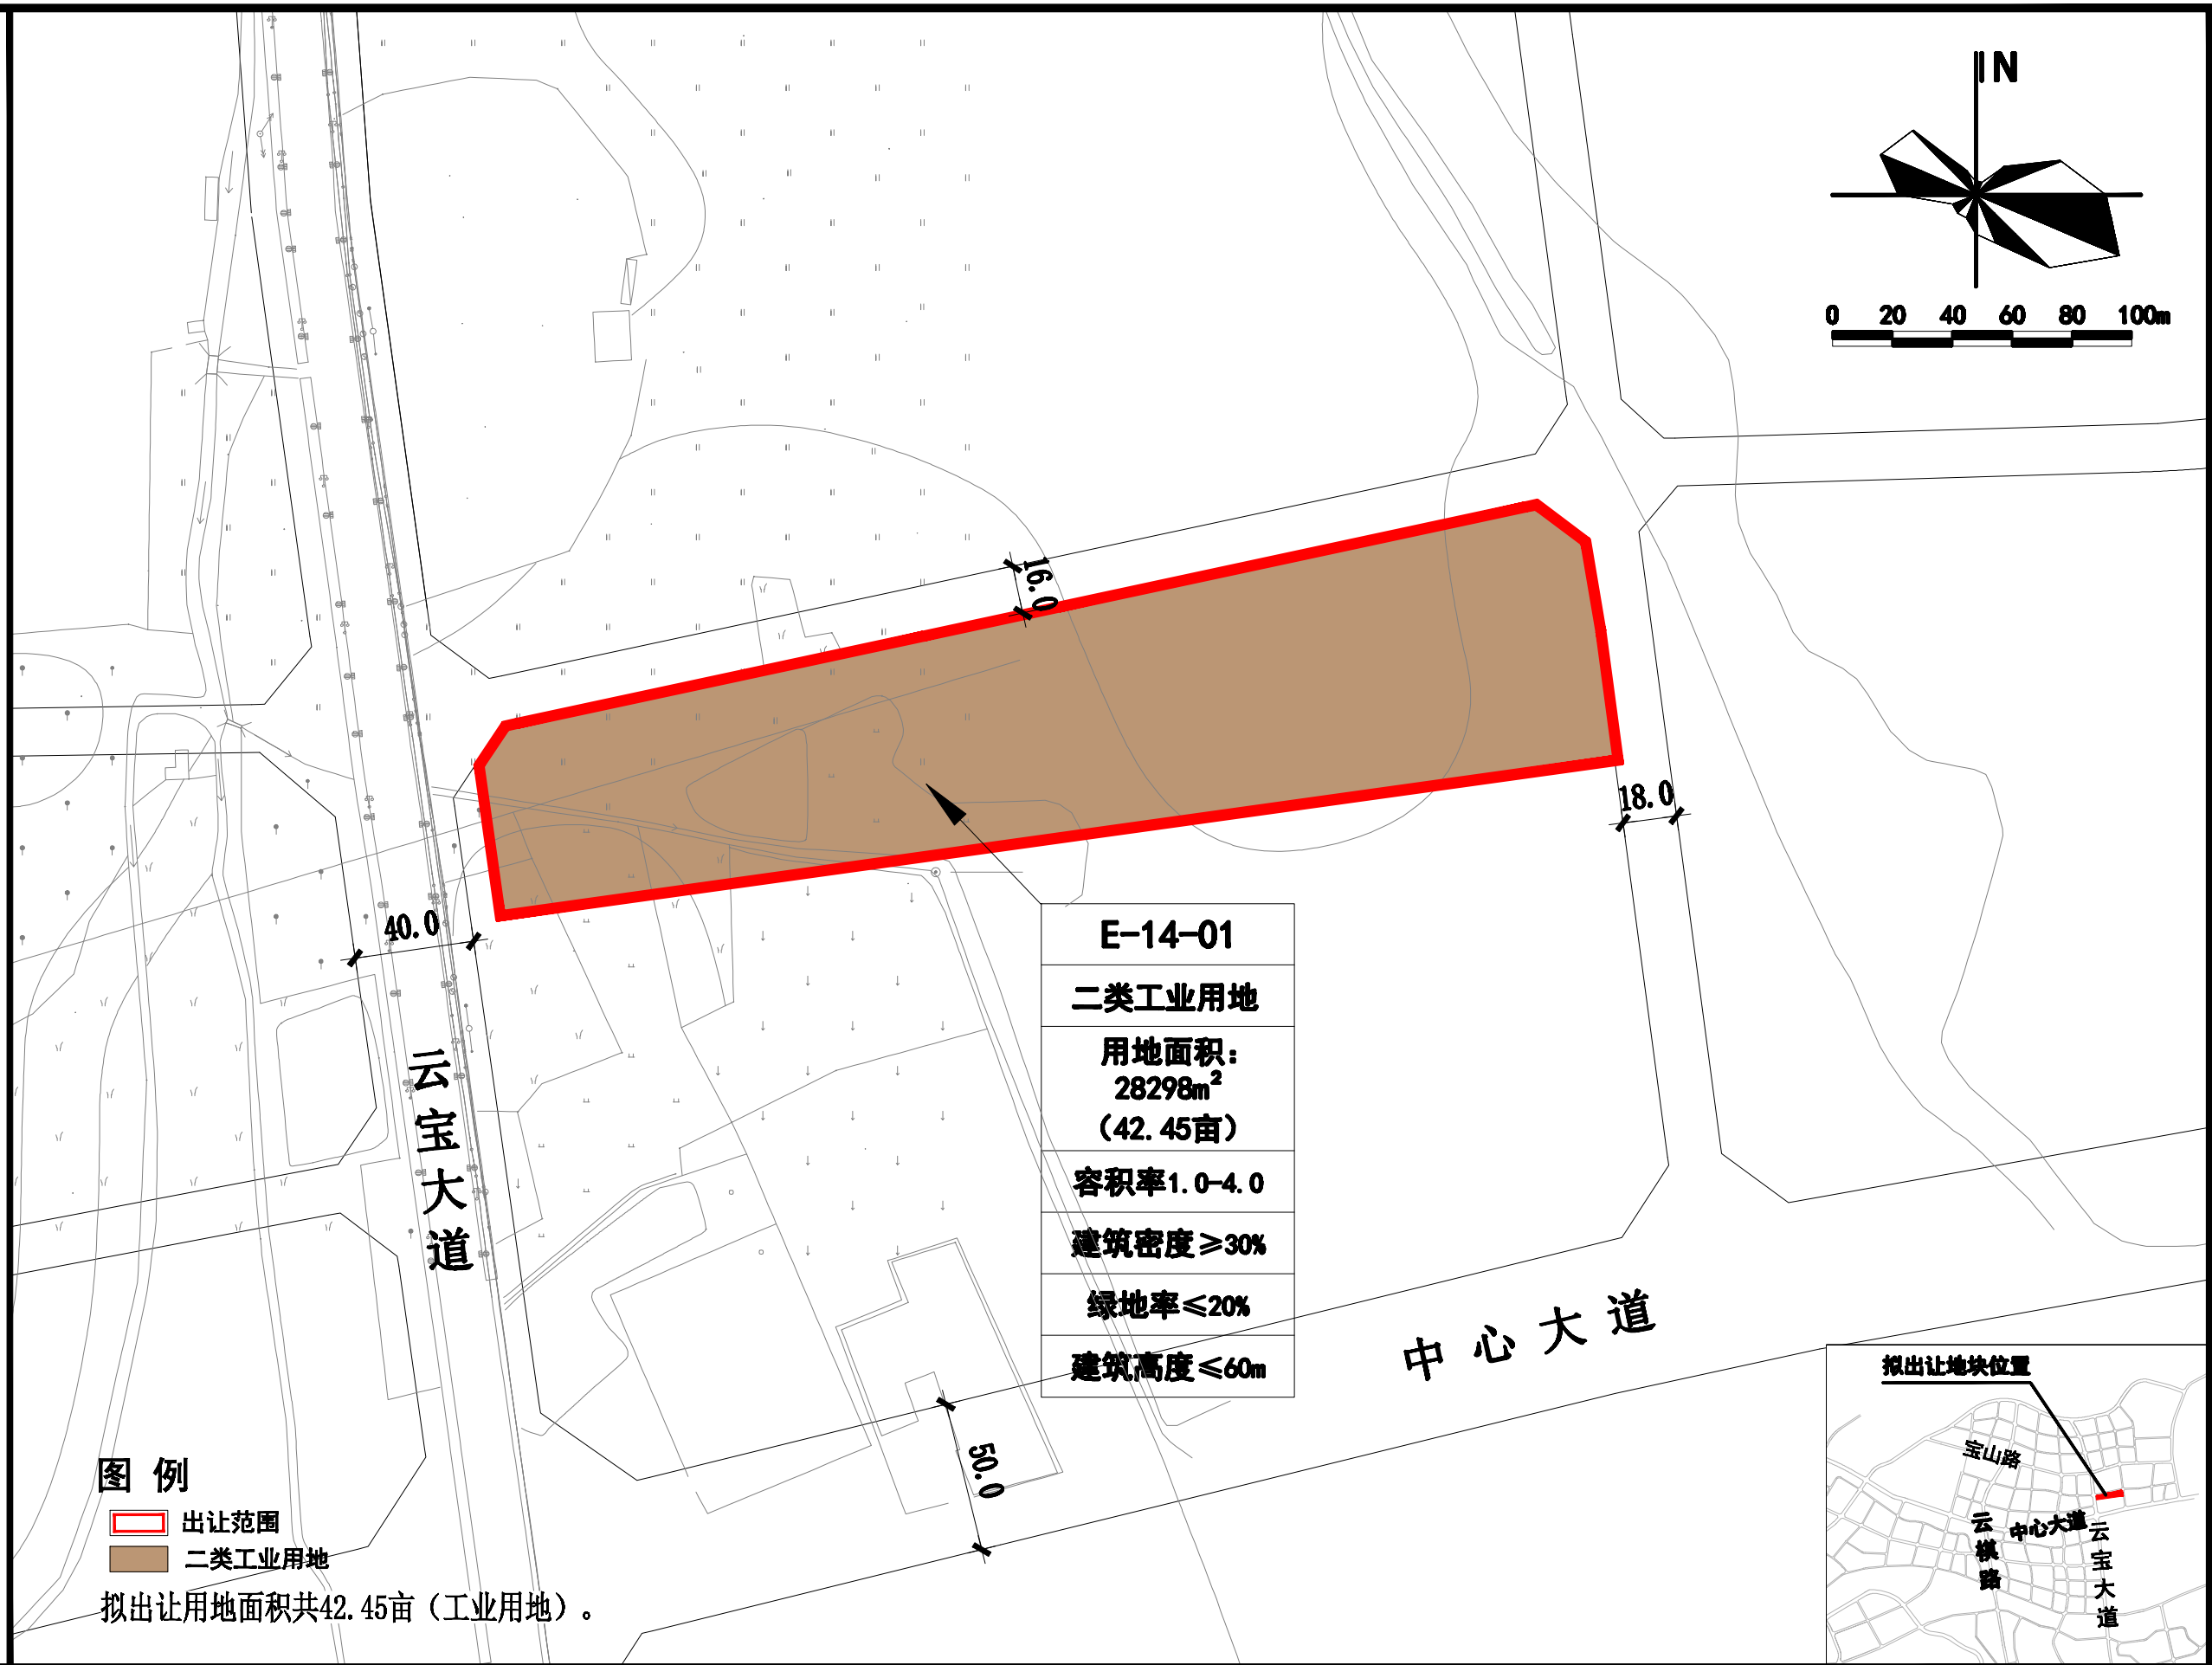 N
0 20 40 60 80 100m
16.0
18.0
40.0
E-14-01
二类工业用地
用地面积：
28298m²
（42.45亩）
容积率1.0-4.0
建筑密度≥30%
绿地率≤20%
建筑高度≤60m
云宝大道
中心大道
50.0
图例
出让范围
二类工业用地
拟出让用地面积共42.45亩（工业用地）。
拟出让地块位置
宝山路
中心大道
云棋路
云宝大道